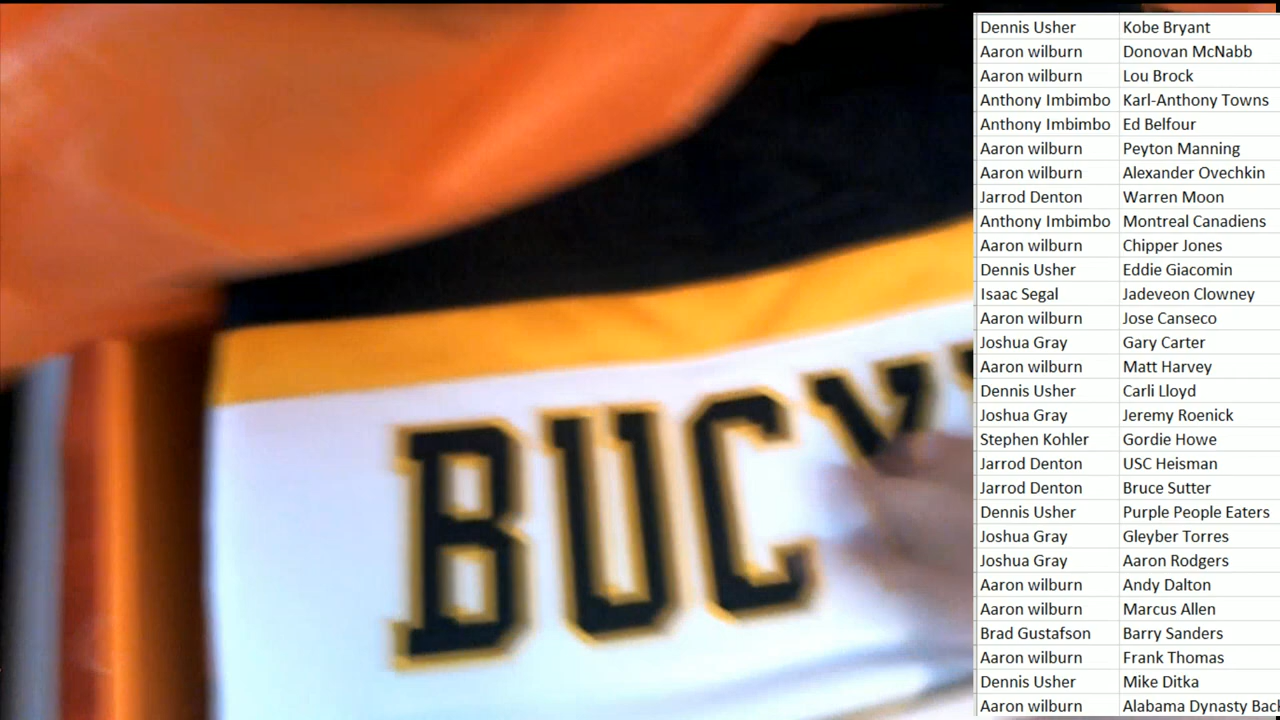 BUCY
Dennis Usher Kobe Bryant
Aaron wilburn Donovan McNabb
Aaron wilburn Lou Brock
Anthony Imbimbo Karl-Anthony Towns
Anthony Imbimbo Ed Belfour
Aaron wilburn Peyton Manning
Aaron wilburn Alexander Ovechkin
Jarrod Denton Warren Moon
Anthony Imbimbo Montreal Canadiens
Aaron wilburn Chipper Jones
Dennis Usher Eddie Giacomin
Isaac Segal Jadeveon Clowney
Aaron wilburn Jose Canseco
Joshua Gray Gary Carter
Aaron wilburn Matt Harvey
Dennis Usher Carli Lloyd
Joshua Gray Jeremy Roenick
Stephen Kohler Gordie Howe
Jarrod Denton USC Heisman
Jarrod Denton Bruce Sutter
Dennis Usher Purple People Eaters
Joshua Gray Gleyber Torres
Joshua Gray Aaron Rodgers
Aaron wilburn Andy Dalton
Aaron wilburn Marcus Allen
Brad Gustafson Barry Sanders
Aaron wilburn Frank Thomas
Dennis Usher Mike Ditka
Aaron wilburn Alabama Dynasty Back